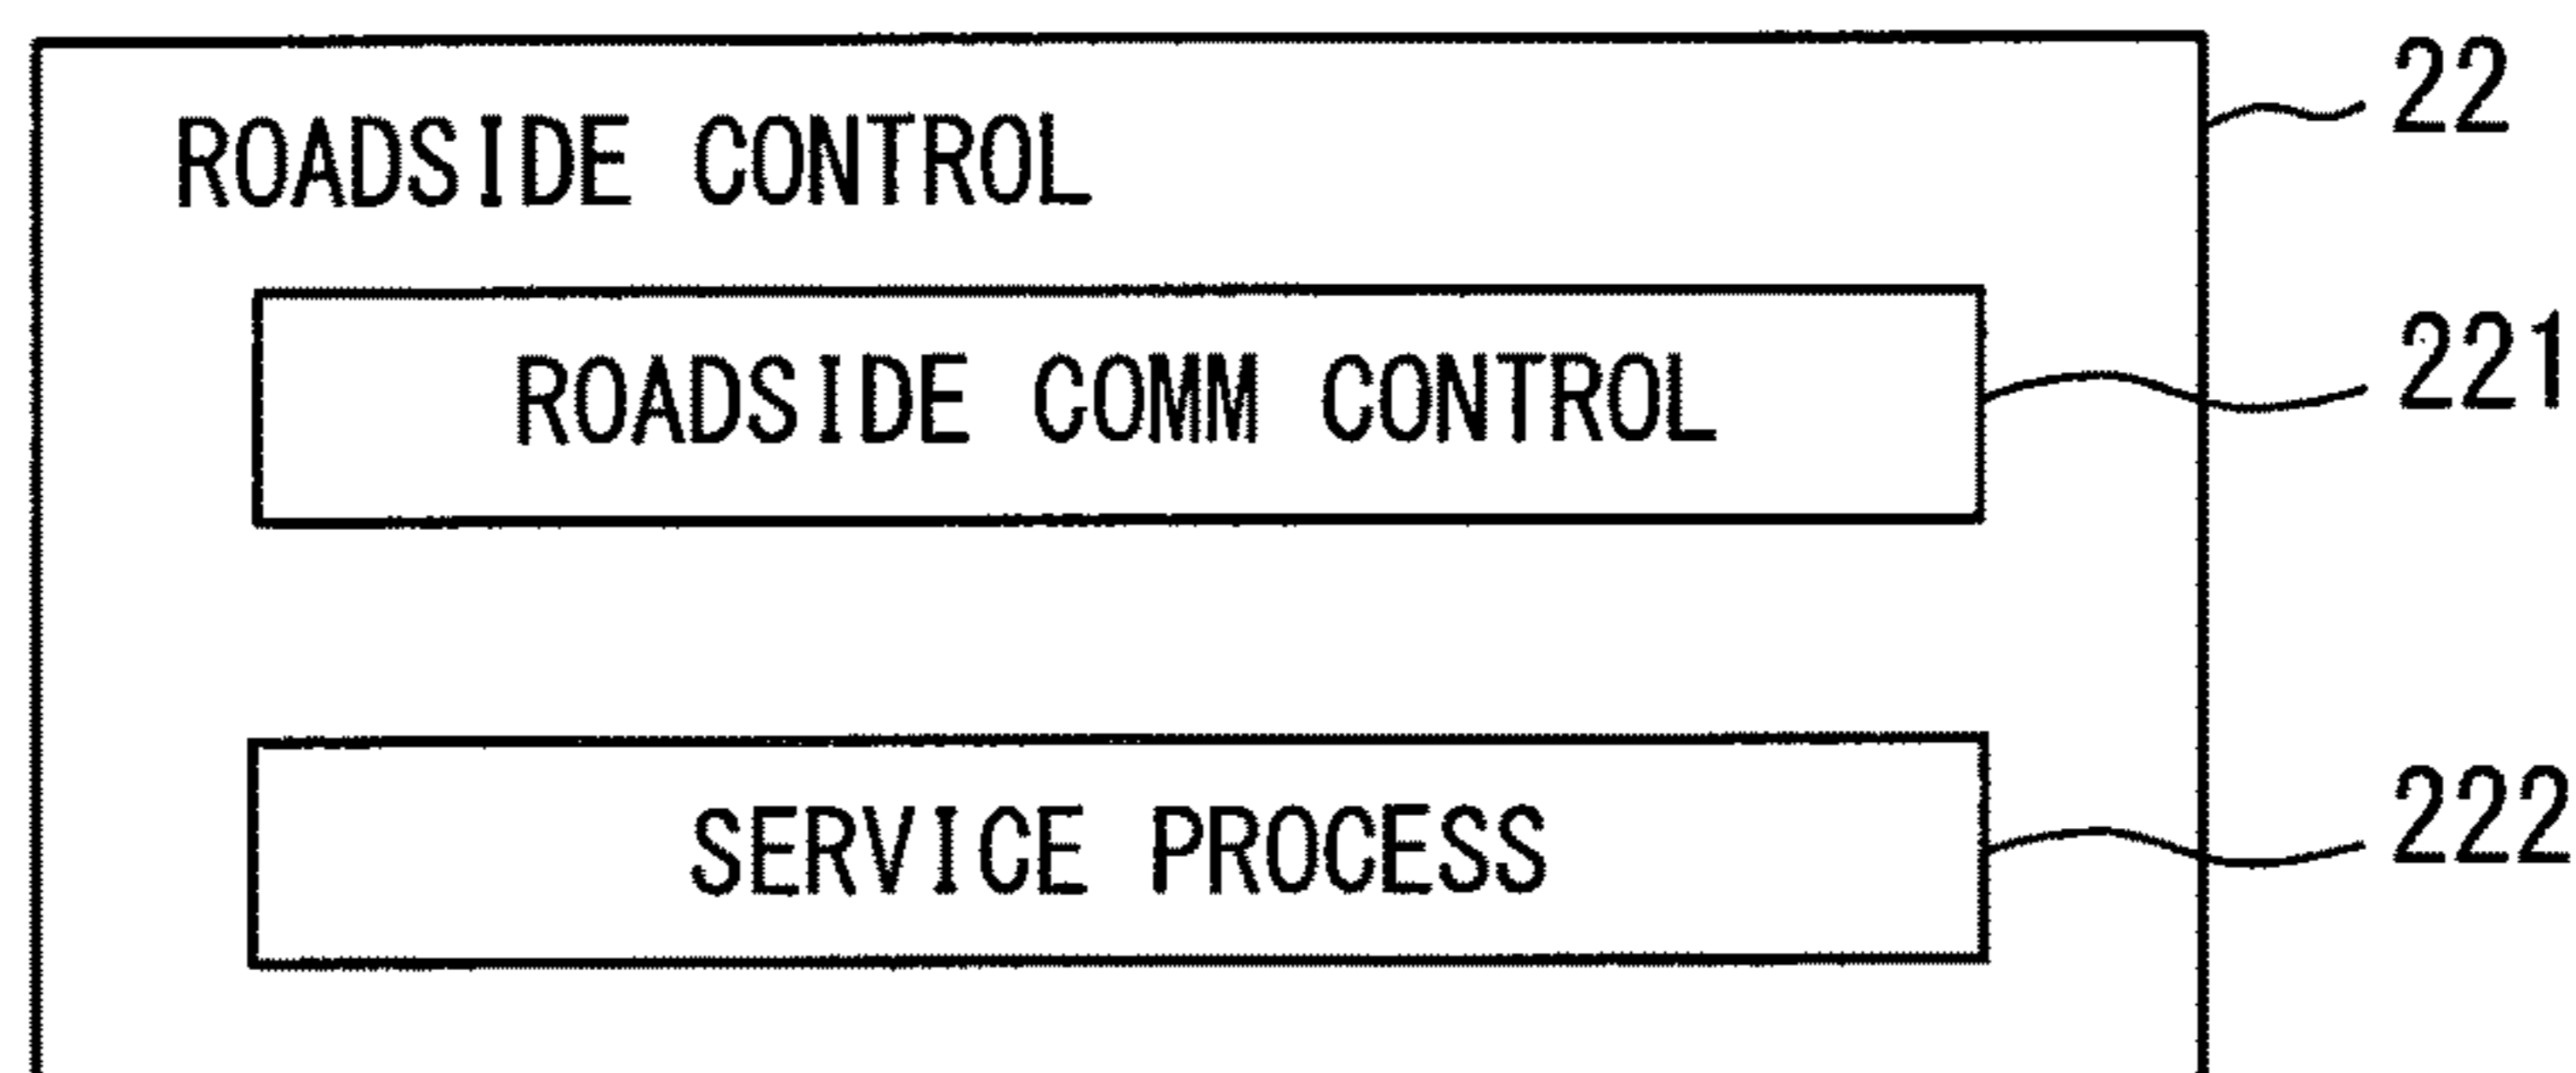 ROADSIDE CONTROL
22
ROADSIDE COMM CONTROL
221
SERVICE PROCESS
222